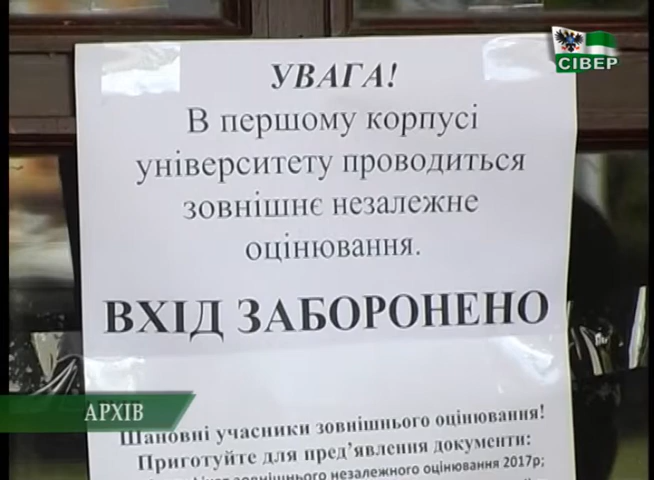 СІВЕР
УВАГА!
В першому корпусі
університету проводиться
зовнішнє незалежне
оцінювання.
ВХІД ЗАБОРОНЕНО
АРХІВ
Шановні учасники зовнішнього оцінювання!
Приготуйте для пред’явлення документи:
зовнішнього незалежного оцінювання 2017р;